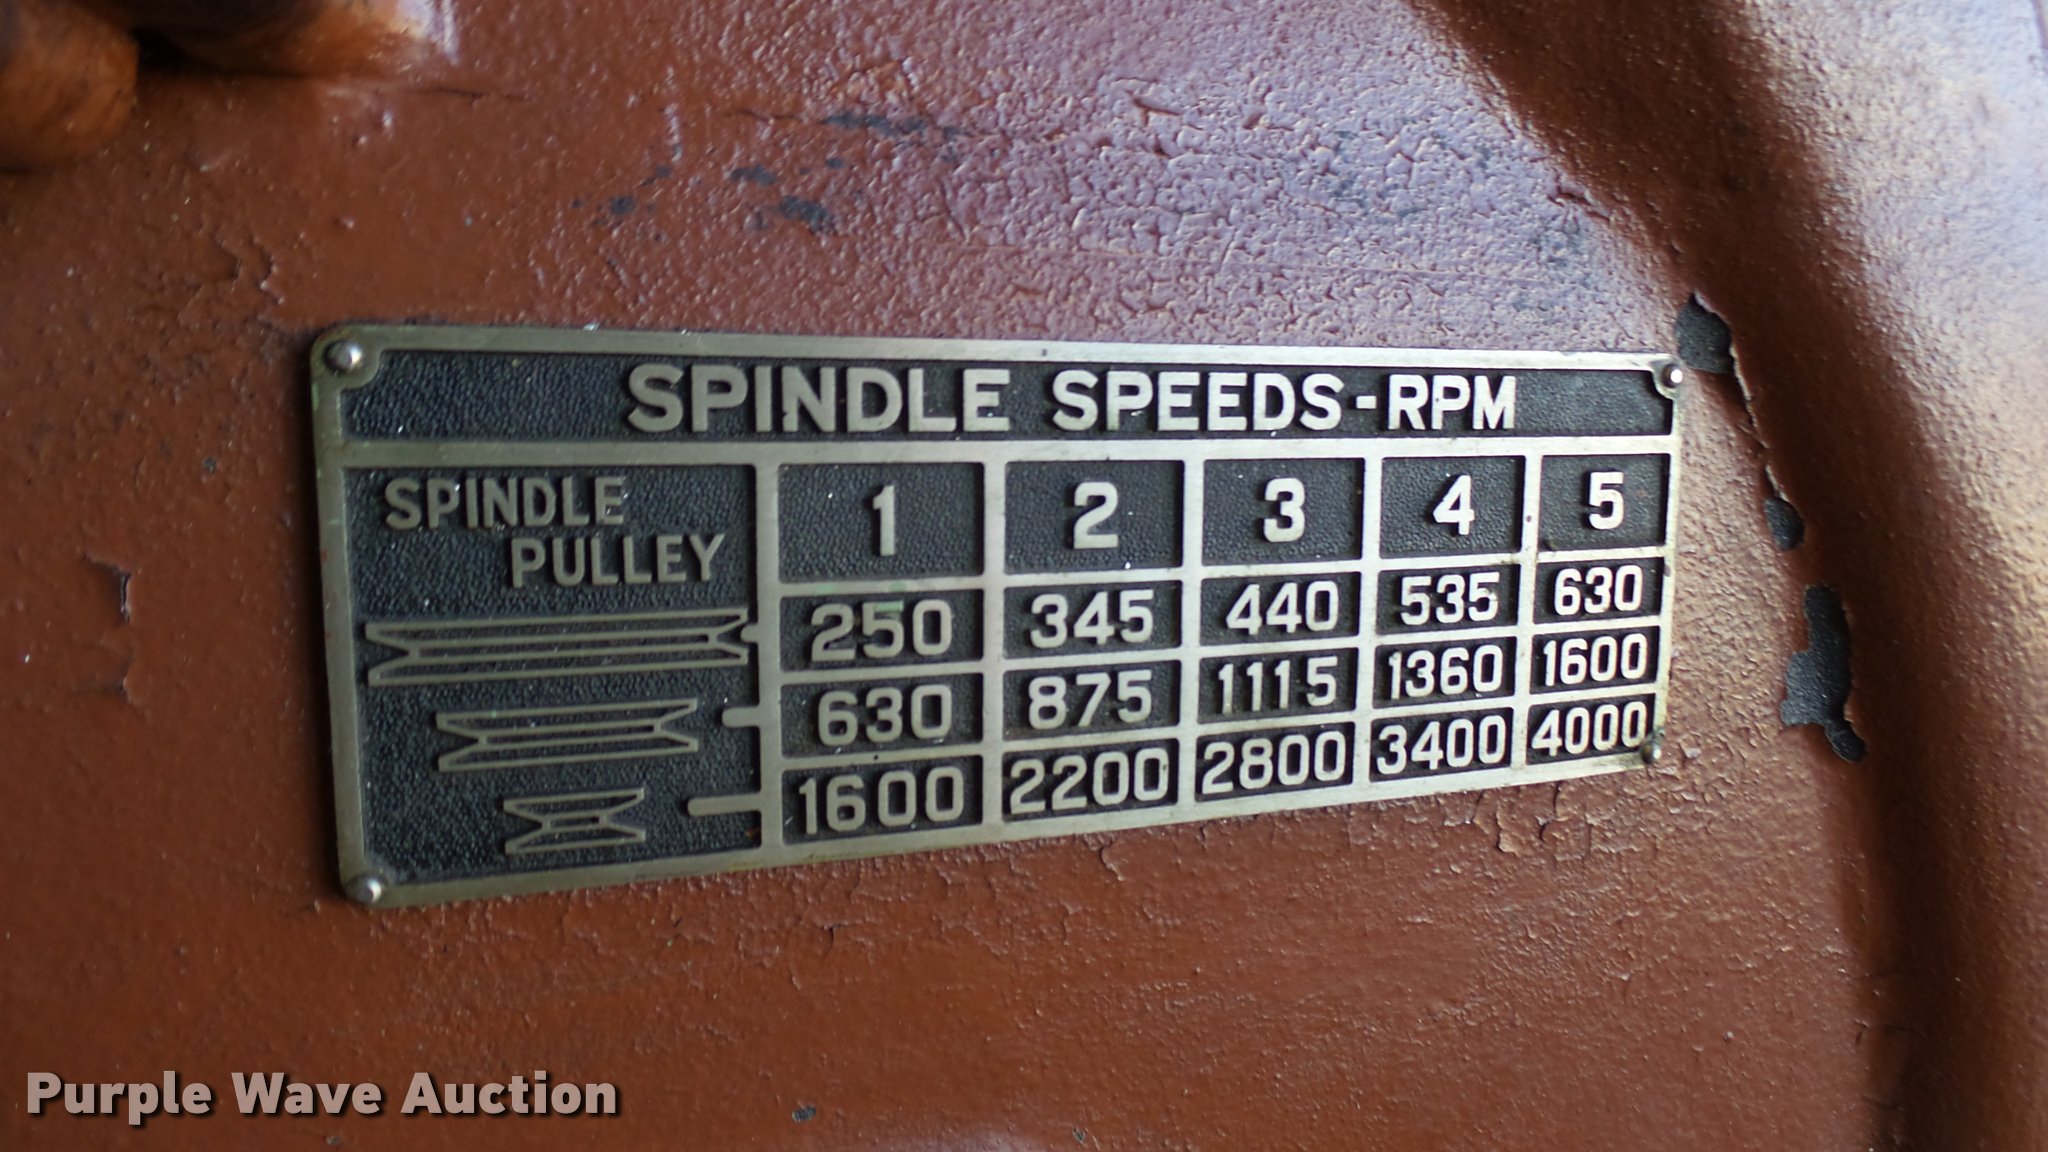 SPINDLE SPEEDS-RPM
SPINDLE PULLEY 1 2 3 4 5
250 345 440 535 630
630 875 1115 1360 1600
1600 2200 2800 3400 4000
Purple Wave Auction